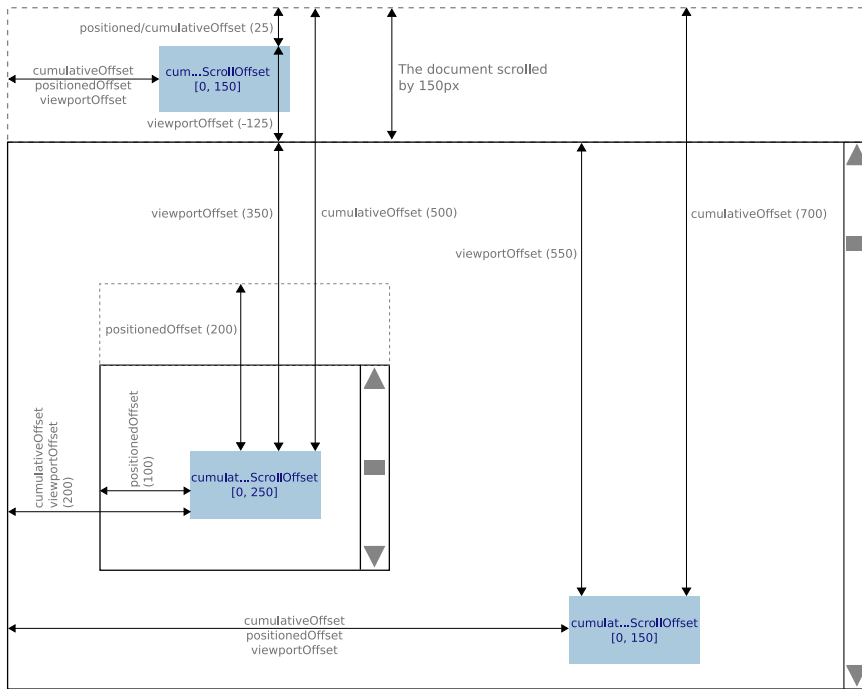 positioned/cumulativeOffset (25)
cumulativeOffset
positionedOffset
viewportOffset
cum...ScrollOffset
[0, 150]
The document scrolled
by 150px
viewportOffset (-125)
viewportOffset (350)
cumulativeOffset (500)
cumulativeOffset (700)
viewportOffset (550)
positionedOffset (200)
positionedOffset
(100)
cumulativeOffset
viewportOffset
(200)
cumulat...ScrollOffset
[0, 250]
cumulativeOffset
positionedOffset
viewportOffset
cumulat...ScrollOffset
[0, 150]